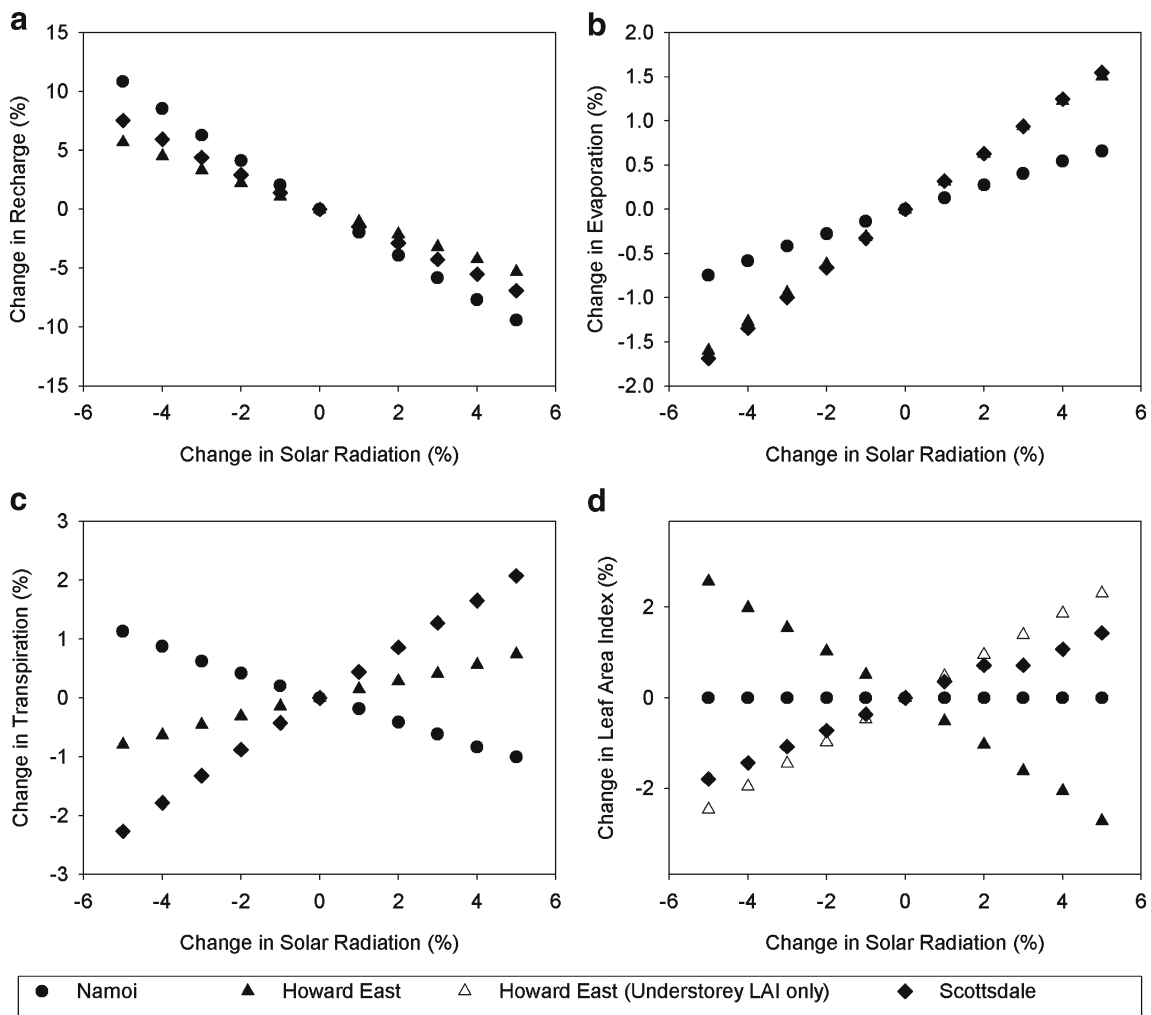 a
15
10
5
0
-5
-10
-15
Change in Recharge (%)
-6 -4 -2 0 2 4 6
Change in Solar Radiation (%)
b
2.0
1.5
1.0
0.5
0.0
-0.5
-1.0
-1.5
-2.0
Change in Evaporation (%)
-6 -4 -2 0 2 4 6
Change in Solar Radiation (%)
c
3
2
1
0
-1
-2
-3
Change in Transpiration (%)
-6 -4 -2 0 2 4 6
Change in Solar Radiation (%)
d
2
0
-2
Change in Leaf Area Index (%)
-6 -4 -2 0 2 4 6
Change in Solar Radiation (%)
Namoi Howard East Howard East (Understorey LAI only) Scottsdale